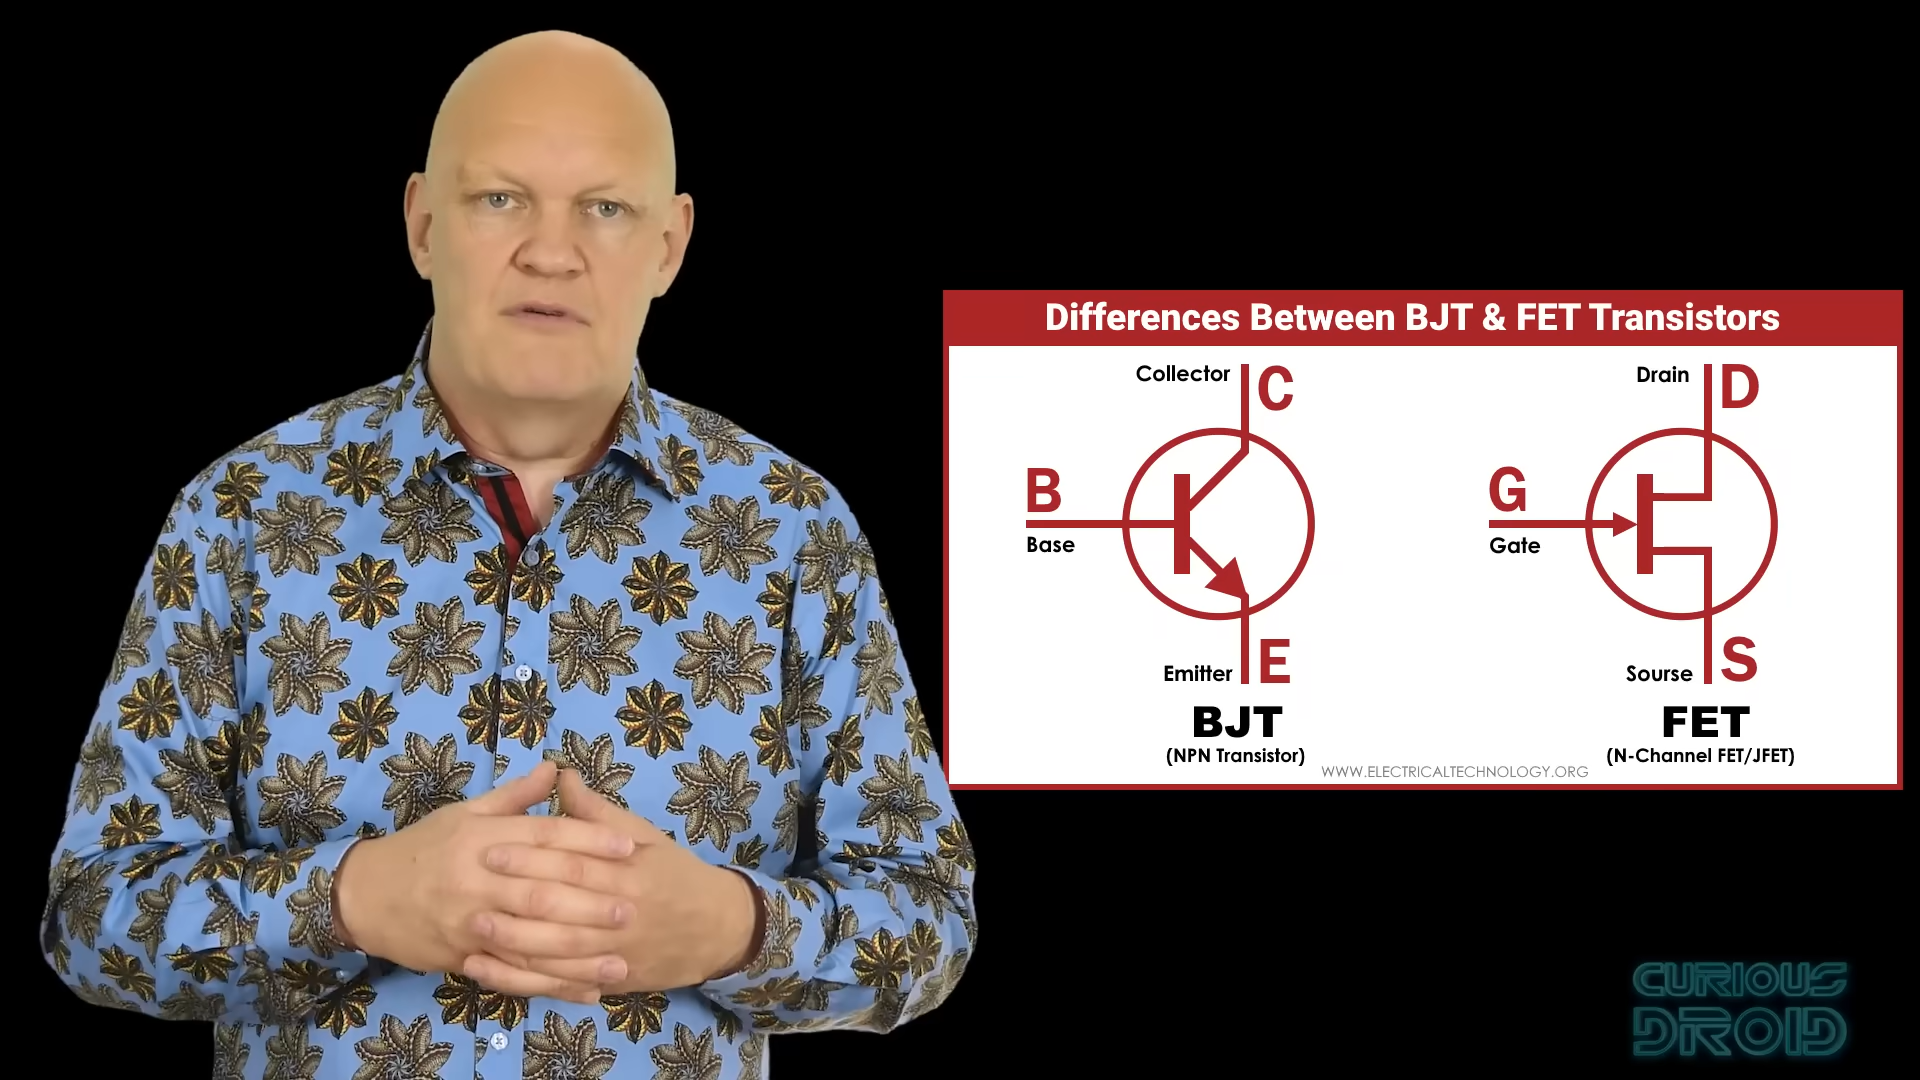 Differences Between BJT & FET Transistors
Collector C
B
Base
Emitter E
BJT
(NPN Transistor)
Drain D
G
Gate
Sourse S
FET
(N-Channel FET/JFET)
WWW.ELECTRICALTECHNOLOGY.ORG
CURIOUS
DROID